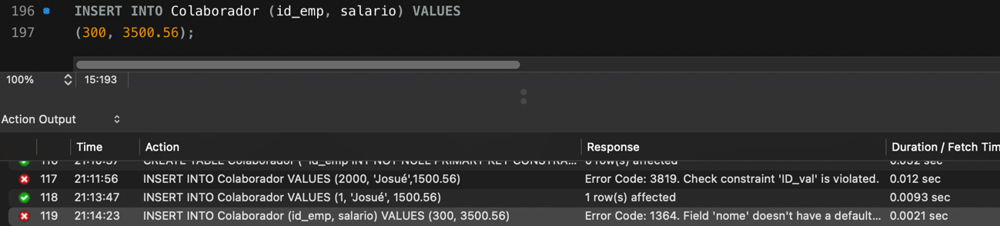 196 INSERT INTO Colaborador (id_emp, salario) VALUES
197 (300, 3500.56);
100% 15:193
Action Output
Time Action Response Duration / Fetch Tim
116 21:10:57 CREATE TABLE Colaborador ( id_emp INT NOT NULL PRIMARY KEY CONSTRA... 0 row(s) affected 0.052 sec
117 21:11:56 INSERT INTO Colaborador VALUES (2000, 'Josué',1500.56) Error Code: 3819. Check constraint 'ID_val' is violated. 0.012 sec
118 21:13:47 INSERT INTO Colaborador VALUES (1, 'Josué', 1500.56) 1 row(s) affected 0.0093 sec
119 21:14:23 INSERT INTO Colaborador (id_emp, salario) VALUES (300, 3500.56) Error Code: 1364. Field 'nome' doesn't have a default... 0.0021 sec